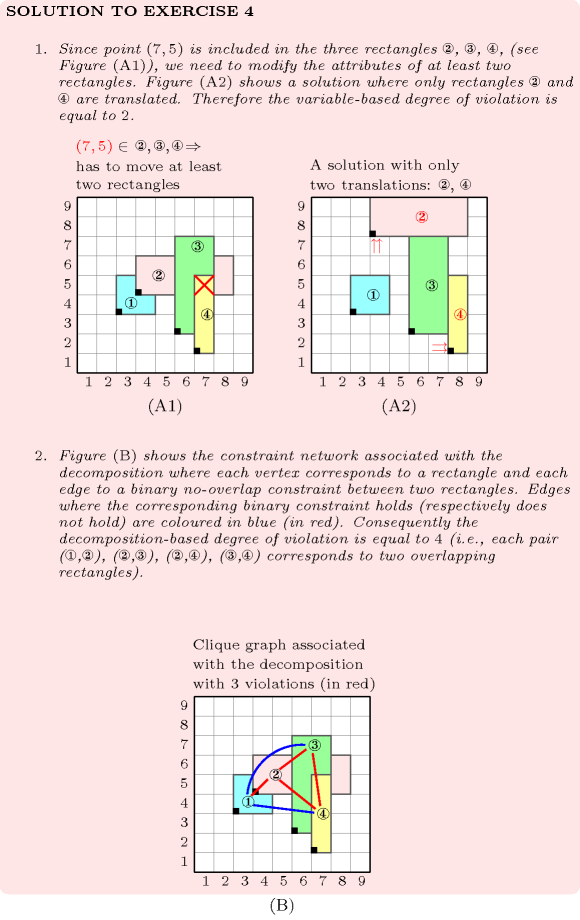 SOLUTION TO EXERCISE 4
1. Since point (7, 5) is included in the three rectangles ②, ③, ④, (see
Figure (A1)), we need to modify the attributes of at least two
rectangles. Figure (A2) shows a solution where only rectangles ② and
④ are translated. Therefore the variable-based degree of violation is
equal to 2.
(7, 5) ∈ ②,③,④⇒
has to move at least
two rectangles
A solution with only
two translations: ②, ④
9
8
7
6
5
4
3
2
1
③
②
①
④
1 2 3 4 5 6 7 8 9
(A1)
9
8
7
6
5
4
3
2
1
②
⇈
③
①
④
⇉
1 2 3 4 5 6 7 8 9
(A2)
2. Figure (B) shows the constraint network associated with the
decomposition where each vertex corresponds to a rectangle and each
edge to a binary no-overlap constraint between two rectangles. Edges
where the corresponding binary constraint holds (respectively does
not hold) are coloured in blue (in red). Consequently the
decomposition-based degree of violation is equal to 4 (i.e., each pair
(①,②), (②,③), (②,④), (③,④) corresponds to two overlapping
rectangles).
Clique graph associated
with the decomposition
with 3 violations (in red)
9
8
7
6
5
4
3
2
1
③
②
①
④
1 2 3 4 5 6 7 8 9
(B)